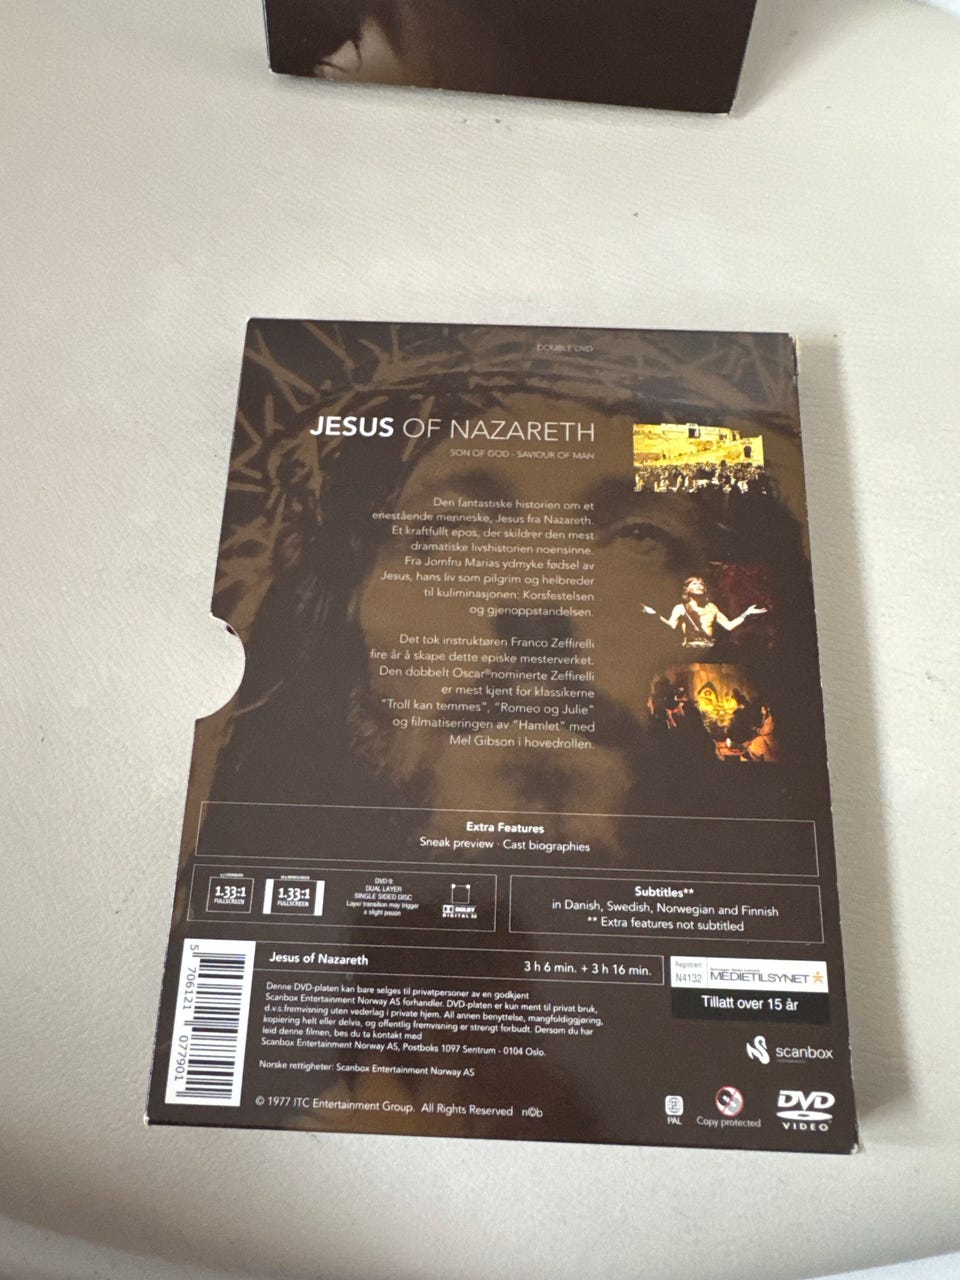 DOUBLE DVD
JESUS OF NAZARETH
SON OF GOD - SAVIOUR OF MAN
Den fantastiske historien om et
enestående menneske, Jesus fra Nazareth.
Et kraftfullt epos, der skildrer den mest
dramatiske livshistorien noensinne.
Fra Jomfru Marias ydmyke fødsel av
Jesus, hans liv som pilgrim og helbreder
til kuliminasjonen; Korsfestelsen
og gjenoppstandelsen.
Det tok instruktøren Franco Zeffirelli
fire år å skape dette episke mesterverket.
Den dobbelt Oscar®nominerte Zeffirelli
er mest kjent for klassikerne
"Troll kan temmes", "Romeo og Julie"
og filmatiseringen av "Hamlet" med
Mel Gibson i hovedrollen.
Extra Features
Sneak preview · Cast biographies
1.33:1
FULLSCREEN
1.33:1
FULLSCREEN
DVD 9:
DUAL LAYER
SINGLE SIDED DISC
Layer transition may trigger
a slight pause
DOLBY
DIGITAL 2.0
Subtitles**
in Danish, Swedish, Norwegian and Finnish
** Extra features not subtitled
Jesus of Nazareth
3 h 6 min. + 3 h 16 min.
Registrert
N4132
MEDIETILSYNET
Tillatt over 15 år
Denne DVD-platen kan bare selges til privatpersoner av en godkjent
Scanbox Entertainment Norway AS forhandler. DVD-platen er kun ment til privat bruk,
d.v.s.fremvisning uten vederlag i private hjem. All annen benyttelse, mangfoldiggjøring,
kopiering helt eller delvis, og offentlig fremvisning er strengt forbudt. Dersom du har
leid denne filmen, bes du ta kontakt med
Scanbox Entertainment Norway AS, Postboks 1097 Sentrum - 0104 Oslo.
Norske rettigheter: Scanbox Entertainment Norway AS
© 1977 ITC Entertainment Group. All Rights Reserved n©b
5 706121 077901
scanbox
PAL
Copy protected
DVD
VIDEO